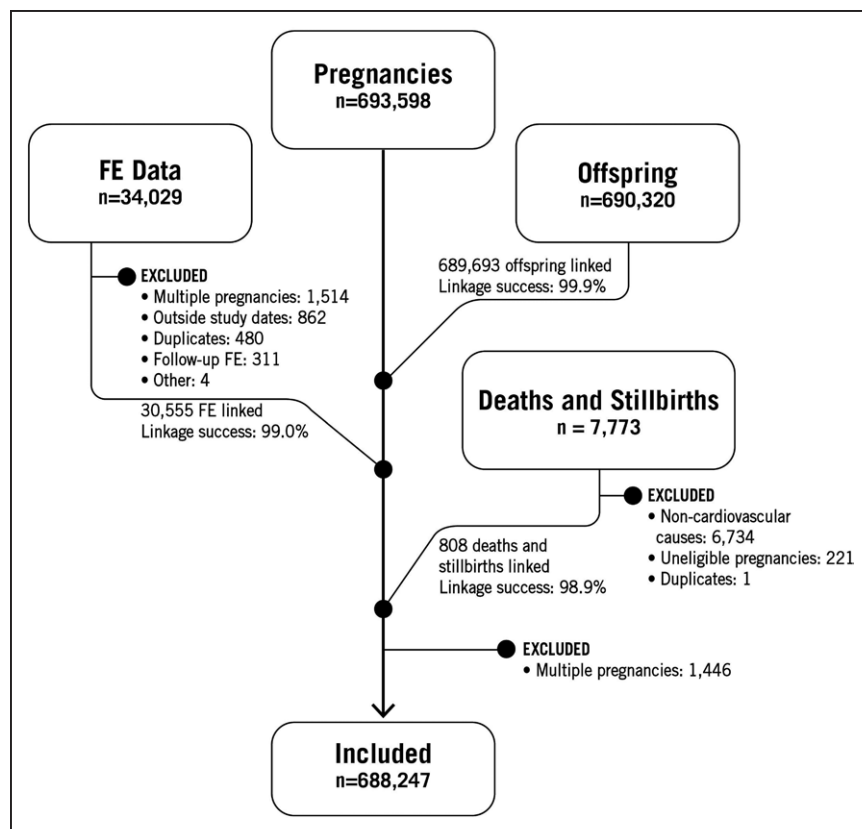 Pregnancies
n=693,598
FE Data
n=34,029
Offspring
n=690,320
EXCLUDED
• Multiple pregnancies: 1,514
• Outside study dates: 862
• Duplicates: 480
• Follow-up FE: 311
• Other: 4
689,693 offspring linked
Linkage success: 99.9%
30,555 FE linked
Linkage success: 99.0%
Deaths and Stillbirths
n = 7,773
EXCLUDED
• Non-cardiovascular
causes: 6,734
• Uneligible pregnancies: 221
• Duplicates: 1
808 deaths and
stillbirths linked
Linkage success: 98.9%
EXCLUDED
• Multiple pregnancies: 1,446
Included
n=688,247